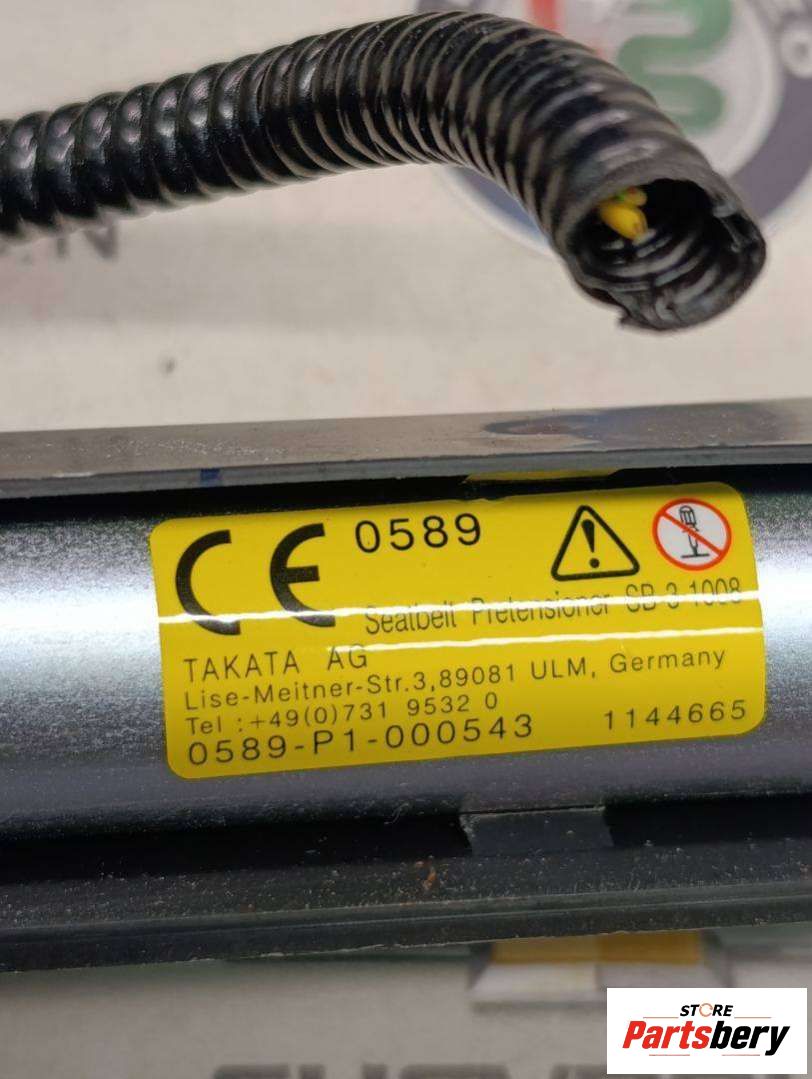 CE 0589
Seatbelt Pretensioner SB-3 1008
TAKATA AG
Lise-Meitner-Str.3,89081 ULM, Germany
Tel :+49(0)731 9532 0
0589-P1-000543 1144665
STORE
Partsbery